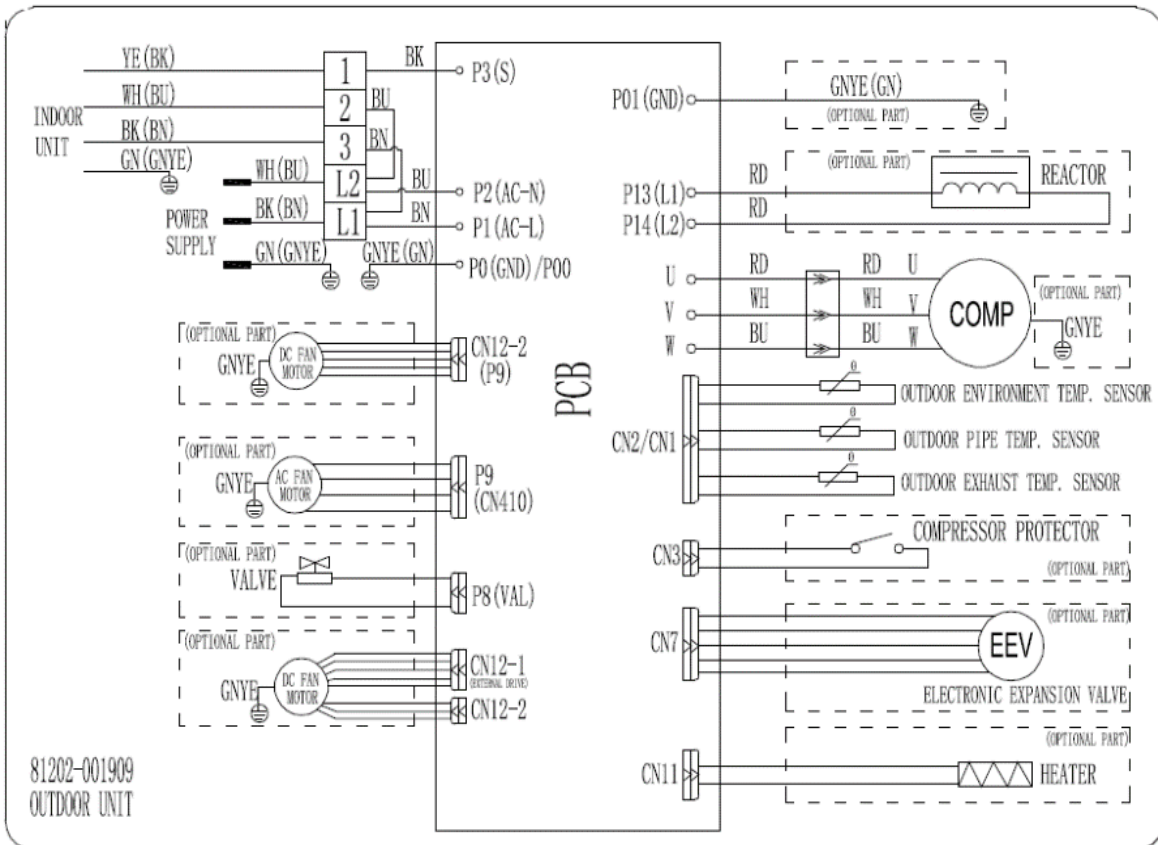 YE(BK)
WH(BU)
BK(BN)
GN(GNYE)
INDOOR
UNIT
1
2
3
L2
L1
BK
BU
BN
WH(BU)
BK(BN)
GN(GNYE)
POWER
SUPPLY
BU
BN
GNYE(GN)
P3(S)
P2(AC-N)
P1(AC-L)
P0(GND)/P00
(OPTIONAL PART)
GNYE
DC FAN
MOTOR
CN12-2
(P9)
(OPTIONAL PART)
GNYE
AC FAN
MOTOR
P9
(CN410)
(OPTIONAL PART)
VALVE
P8(VAL)
(OPTIONAL PART)
GNYE
DC FAN
MOTOR
CN12-1
(EXTERNAL DRIVE)
CN12-2
81202-001909
OUTDOOR UNIT
PCB
P01(GND)
GNYE(GN)
(OPTIONAL PART)
(OPTIONAL PART)
P13(L1)
RD
REACTOR
P14(L2)
RD
U
RD
RD
U
V
WH
WH
V
W
BU
BU
W
COMP
(OPTIONAL PART)
GNYE
CN2/CN1
θ
OUTDOOR ENVIRONMENT TEMP. SENSOR
θ
OUTDOOR PIPE TEMP. SENSOR
θ
OUTDOOR EXHAUST TEMP. SENSOR
CN3
COMPRESSOR PROTECTOR
(OPTIONAL PART)
CN7
(OPTIONAL PART)
EEV
ELECTRONIC EXPANSION VALVE
CN11
(OPTIONAL PART)
HEATER